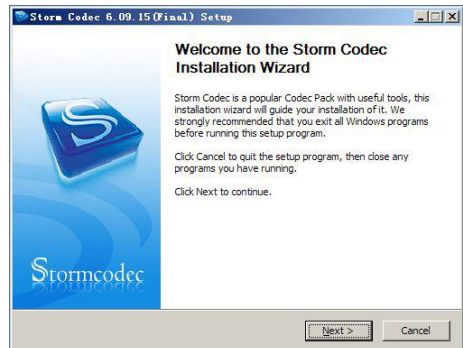 Storm Codec 6.09.15(Final) Setup
Welcome to the Storm Codec
Installation Wizard
Storm Codec is a popular Codec Pack with useful tools, this
installation wizard will guide your installation of it. We
strongly recommended that you exit all Windows programs
before running this setup program.
Click Cancel to quit the setup program, then close any
programs you have running.
Click Next to continue.
S
Stormcodec
Next >
Cancel